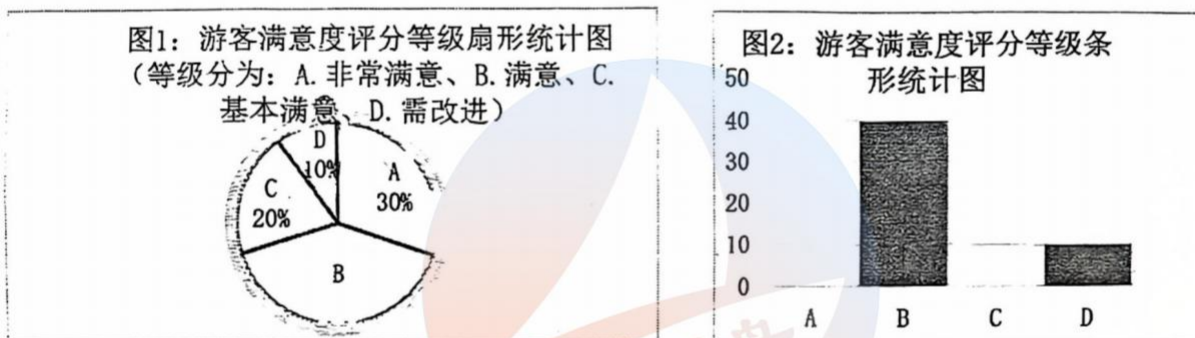 图1：游客满意度评分等级扇形统计图
（等级分为：A.非常满意、B.满意、C.
基本满意、D.需改进）
D
10%
A
30%
C
20%
B
图2：游客满意度评分等级条
形统计图
50
40
30
20
10
0
A B C D